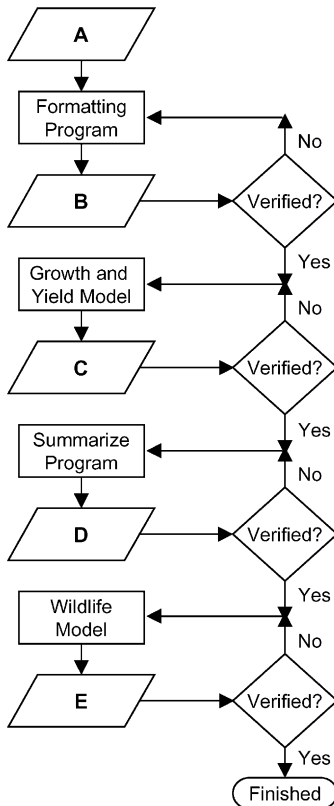 A
Formatting
Program
No
B
Verified?
Yes
Growth and
Yield Model
No
C
Verified?
Yes
Summarize
Program
No
D
Verified?
Yes
Wildlife
Model
No
E
Verified?
Yes
Finished